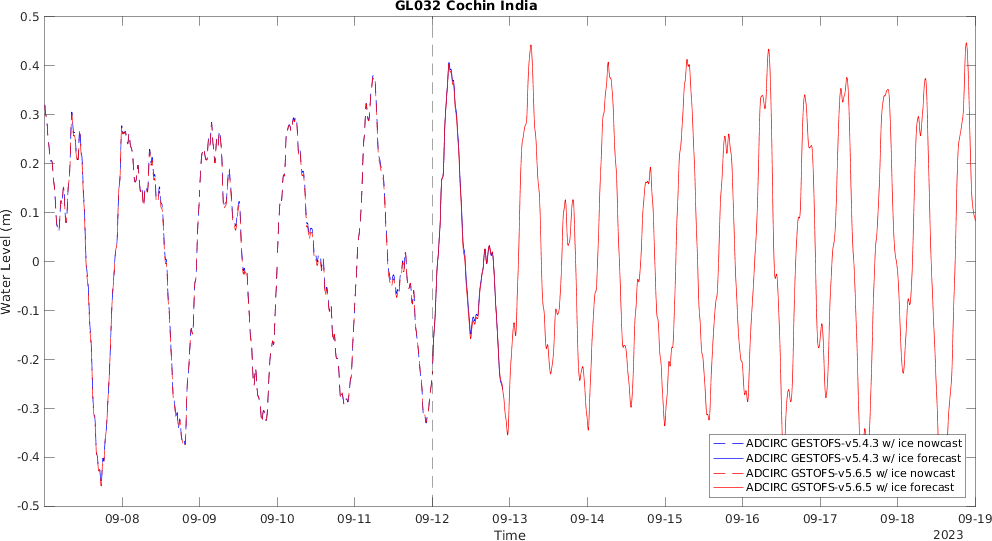 GL032 Cochin India
0.5
0.4
0.3
0.2
0.1
0
-0.1
-0.2
-0.3
-0.4
-0.5
Water Level (m)
ADCIRC GESTOFS-v5.4.3 w/ ice nowcast
ADCIRC GESTOFS-v5.4.3 w/ ice forecast
ADCIRC GSTOFS-v5.6.5 w/ ice nowcast
ADCIRC GSTOFS-v5.6.5 w/ ice forecast
09-08 09-09 09-10 09-11 09-12 09-13 09-14 09-15 09-16 09-17 09-18 09-19
Time
2023